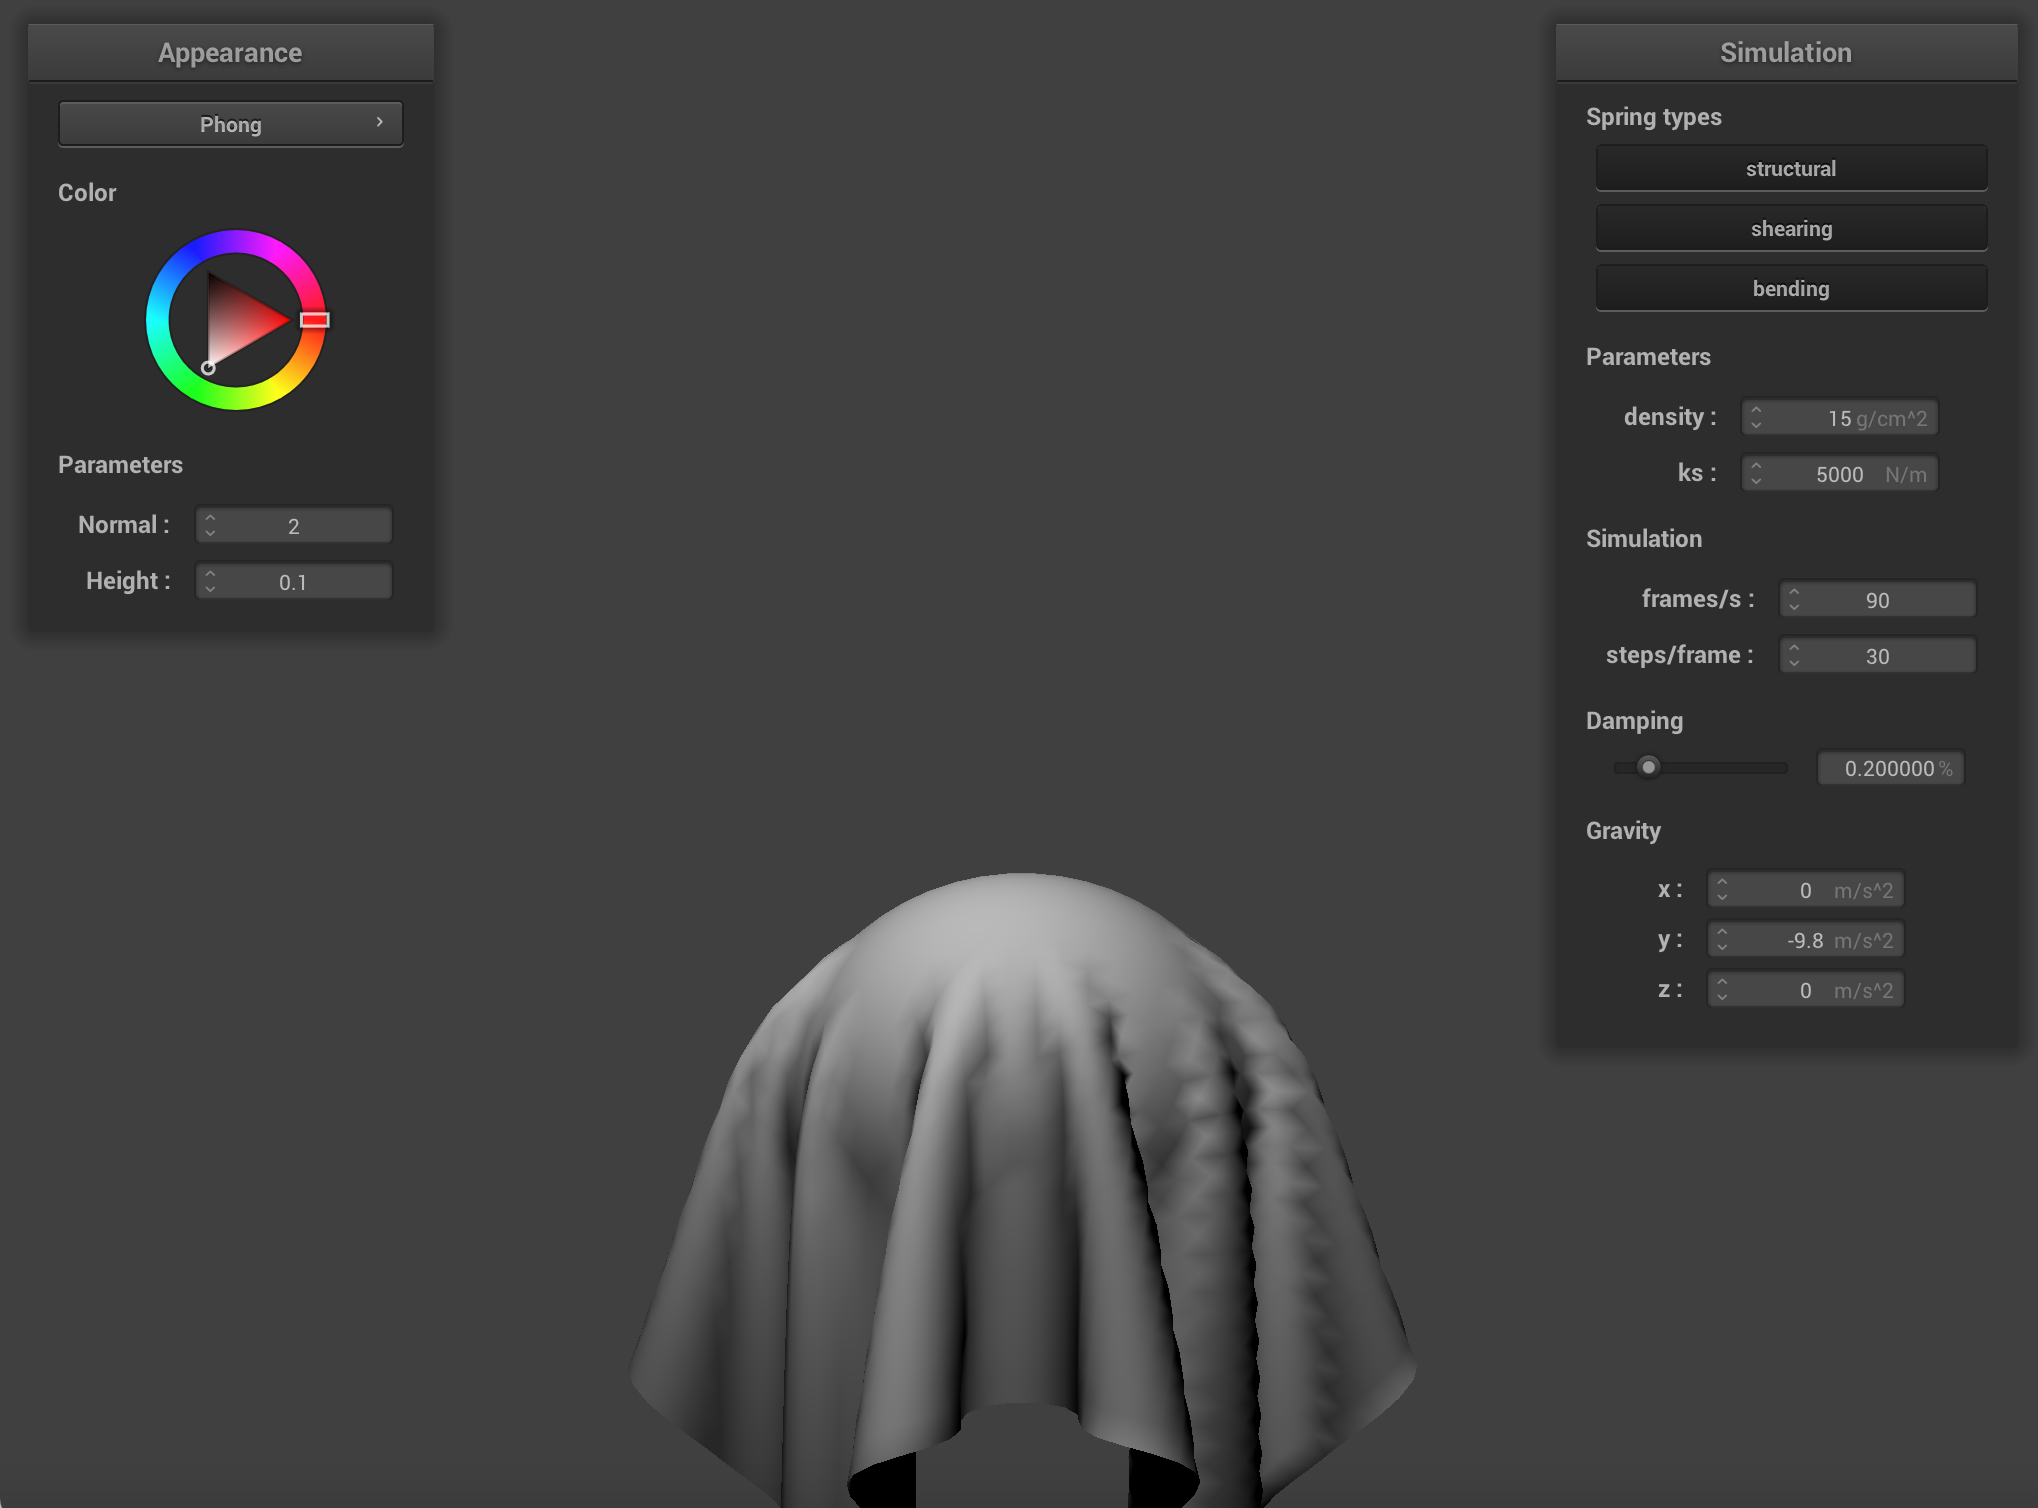 Appearance
Phong
Color
Parameters
Normal : 2
Height : 0.1
Simulation
Spring types
structural
shearing
bending
Parameters
density : 15 g/cm^2
ks : 5000 N/m
Simulation
frames/s : 90
steps/frame : 30
Damping
0.200000 %
Gravity
x : 0 m/s^2
y : -9.8 m/s^2
z : 0 m/s^2